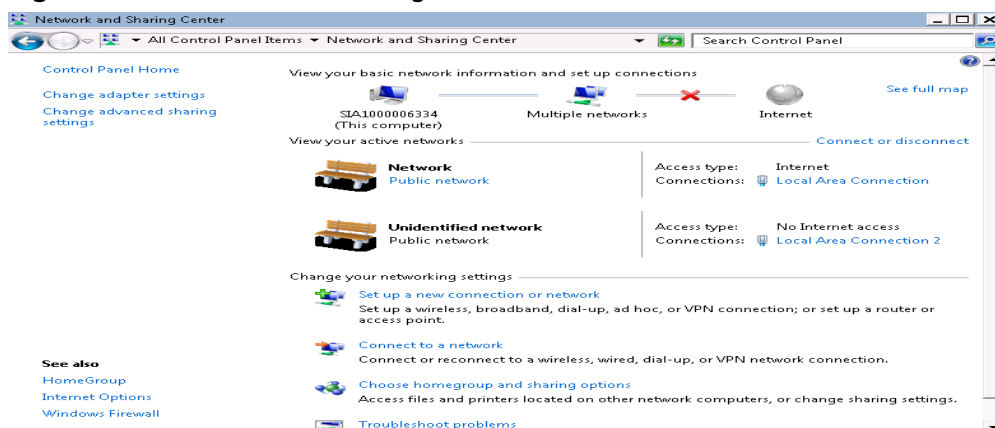 Network and Sharing Center
All Control Panel Items Network and Sharing Center Search Control Panel
Control Panel Home
Change adapter settings
Change advanced sharing
settings
View your basic network information and set up connections
See full map
SIA1000006334
(This computer)
Multiple networks
Internet
View your active networks
Connect or disconnect
Network
Public network
Access type: Internet
Connections: Local Area Connection
Unidentified network
Public network
Access type: No Internet access
Connections: Local Area Connection 2
Change your networking settings
Set up a new connection or network
Set up a wireless, broadband, dial-up, ad hoc, or VPN connection; or set up a router or
access point.
Connect to a network
Connect or reconnect to a wireless, wired, dial-up, or VPN network connection.
Choose homegroup and sharing options
Access files and printers located on other network computers, or change sharing settings.
Troubleshoot problems
See also
HomeGroup
Internet Options
Windows Firewall